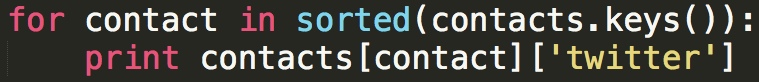 for contact in sorted(contacts.keys()):
    print contacts[contact]['twitter']